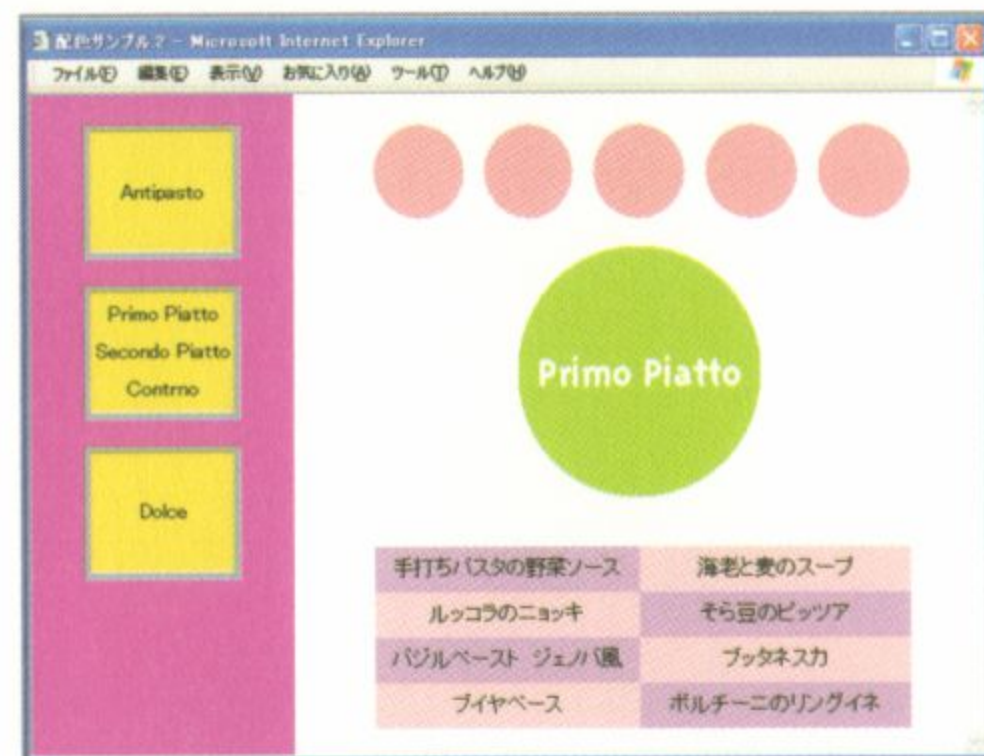 配色サンプル2 - Microsoft Internet Explorer
ファイル(F) 編集(E) 表示(V) お気に入り(A) ツール(T) ヘルプ(H)
Antipasto
Primo Piatto
Secondo Piatto
Contrno
Dolce
Primo Piatto
手打ちパスタの野菜ソース 海老と麦のスープ
ルッコラのニョッキ そら豆のピッツア
バジルペースト ジェノバ風 プッタネスカ
ブイヤベース ポルチーニのリングイネ